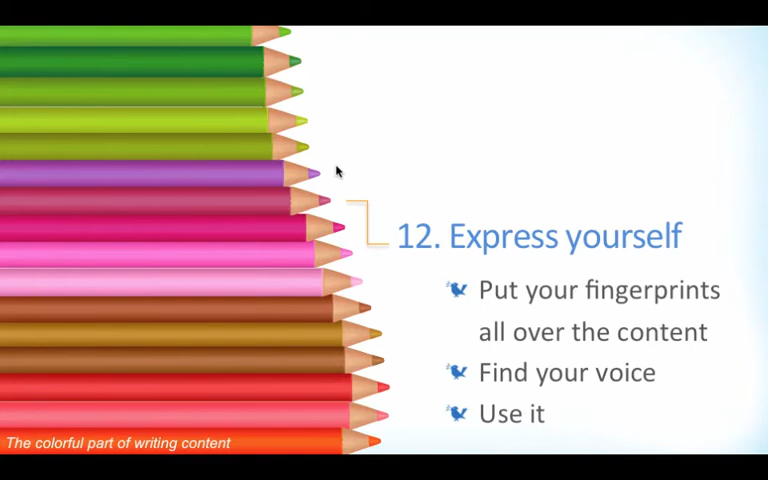 12. Express yourself
Put your fingerprints
all over the content
Find your voice
Use it
The colorful part of writing content